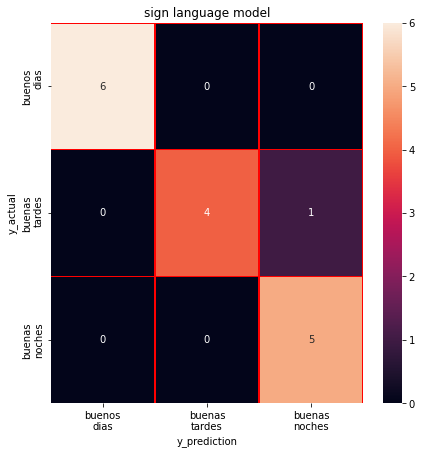 sign language model
buenos
dias
6
0
0
y_actual
buenas
tardes
0
4
1
buenas
noches
0
0
5
buenos
dias
buenas
tardes
buenas
noches
y_prediction
6
5
4
3
2
1
0